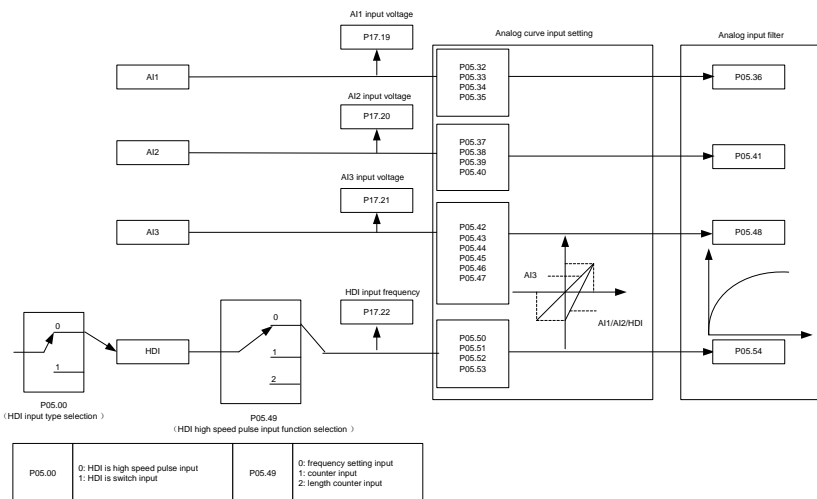 AI1 input voltage
P17.19
Analog curve input setting
Analog input filter
AI1
P05.32
P05.33
P05.34
P05.35
P05.36
AI2 input voltage
P17.20
AI2
P05.37
P05.38
P05.39
P05.40
P05.41
AI3 input voltage
P17.21
AI3
P05.42
P05.43
P05.44
P05.45
P05.46
P05.47
P05.48
AI3
AI1/AI2/HDI
HDI input frequency
P17.22
0
1
HDI
0
1
2
P05.50
P05.51
P05.52
P05.53
P05.54
P05.00
(HDI input type selection)
P05.49
(HDI high speed pulse input function selection)
P05.00
0: HDI is high speed pulse input
1: HDI is switch input
P05.49
0: frequency setting input
1: counter input
2: length counter input